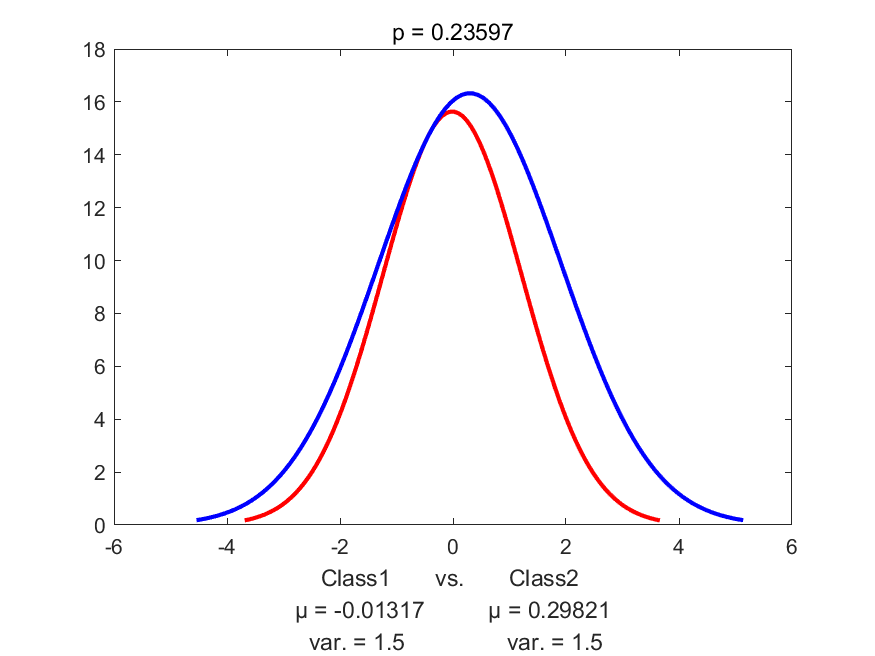 p = 0.23597
18
16
14
12
10
8
6
4
2
0
-6 -4 -2 0 2 4 6
Class1 vs. Class2
μ = -0.01317 μ = 0.29821
var. = 1.5 var. = 1.5